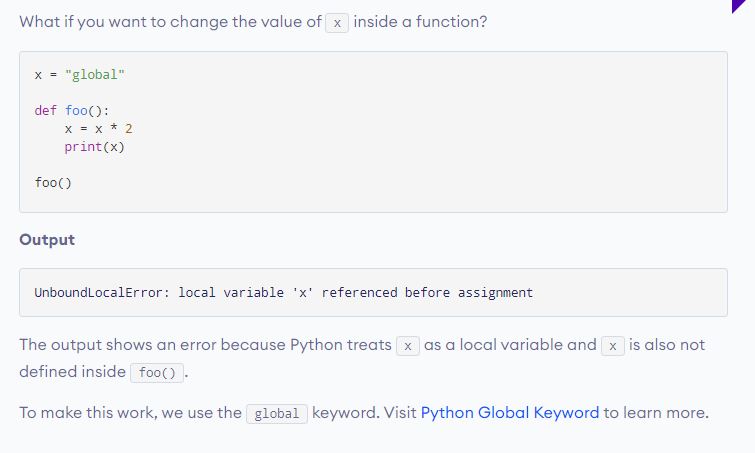 What if you want to change the value of x inside a function?
x = "global"
def foo():
    x = x * 2
    print(x)
foo()
Output
UnboundLocalError: local variable 'x' referenced before assignment
The output shows an error because Python treats x as a local variable and x is also not
defined inside foo().
To make this work, we use the global keyword. Visit Python Global Keyword to learn more.